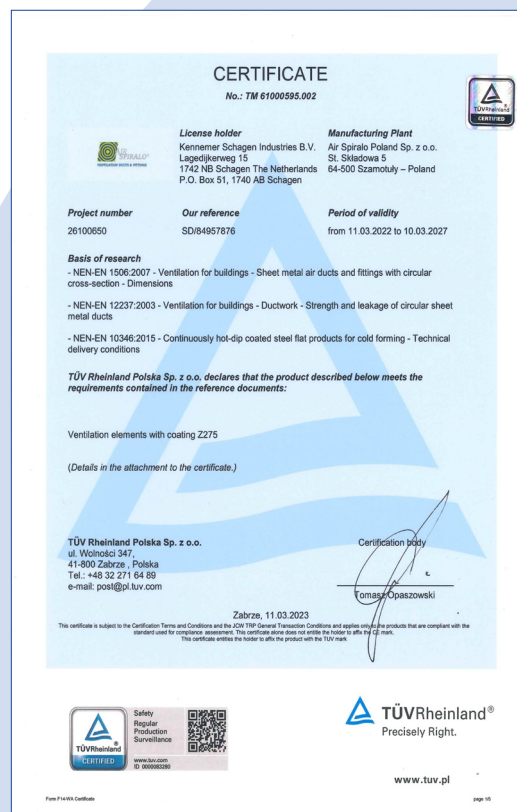 CERTIFICATE
No.: TM 61000595.002
TÜVRheinland
CERTIFIED
AIR
SPIRALO®
VENTILATION DUCTS & FITTINGS
License holder
Kennemer Schagen Industries B.V.
Lagedijkerweg 15
1742 NB Schagen The Netherlands
P.O. Box 51, 1740 AB Schagen
Manufacturing Plant
Air Spiralo Poland Sp. z o.o.
St. Składowa 5
64-500 Szamotuły – Poland
Project number
26100650
Our reference
SD/84957876
Period of validity
from 11.03.2022 to 10.03.2027
Basis of research
- NEN-EN 1506:2007 - Ventilation for buildings - Sheet metal air ducts and fittings with circular
cross-section - Dimensions
- NEN-EN 12237:2003 - Ventilation for buildings - Ductwork - Strength and leakage of circular sheet
metal ducts
- NEN-EN 10346:2015 - Continuously hot-dip coated steel flat products for cold forming - Technical
delivery conditions
TÜV Rheinland Polska Sp. z o.o. declares that the product described below meets the
requirements contained in the reference documents:
Ventilation elements with coating Z275
(Details in the attachment to the certificate.)
TÜV Rheinland Polska Sp. z o.o.
ul. Wolności 347,
41-800 Zabrze , Polska
Tel.: +48 32 271 64 89
e-mail: post@pl.tuv.com
Certification body
Tomasz Opaszowski
Zabrze, 11.03.2023
This certificate is subject to the Certification Terms and Conditions and the JCW TRP General Transaction Conditions and applies only to the products that are compliant with the
standard used for compliance assessment. This certificate alone does not entitle the holder to affix the CE mark.
This certificate entitles the holder to affix the product with the TUV mark
TÜVRheinland®
CERTIFIED
Safety
Regular
Production
Surveillance
www.tuv.com
ID 0000083280
TÜVRheinland®
Precisely Right.
www.tuv.pl
Form F14-WA Certificate
page 1/5